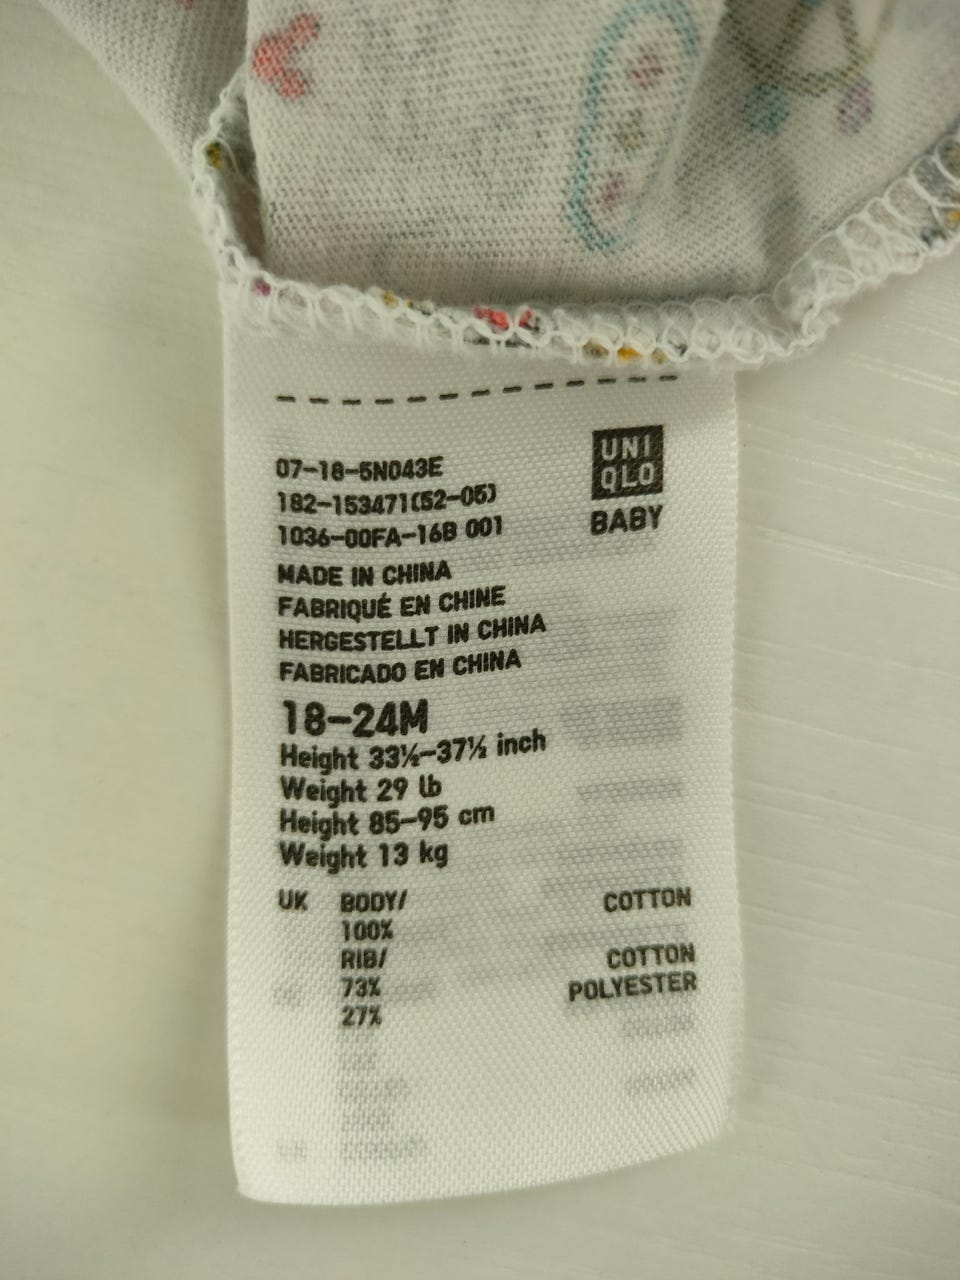 07-18-5N043E
182-153471(52-05)
1036-00FA-16B 001
UNI
QLO
BABY
MADE IN CHINA
FABRIQUÉ EN CHINE
HERGESTELLT IN CHINA
FABRICADO EN CHINA
18-24M
Height 33½-37½ inch
Weight 29 lb
Height 85-95 cm
Weight 13 kg
UK BODY/ COTTON
100%
RIB/ COTTON
73% POLYESTER
27%